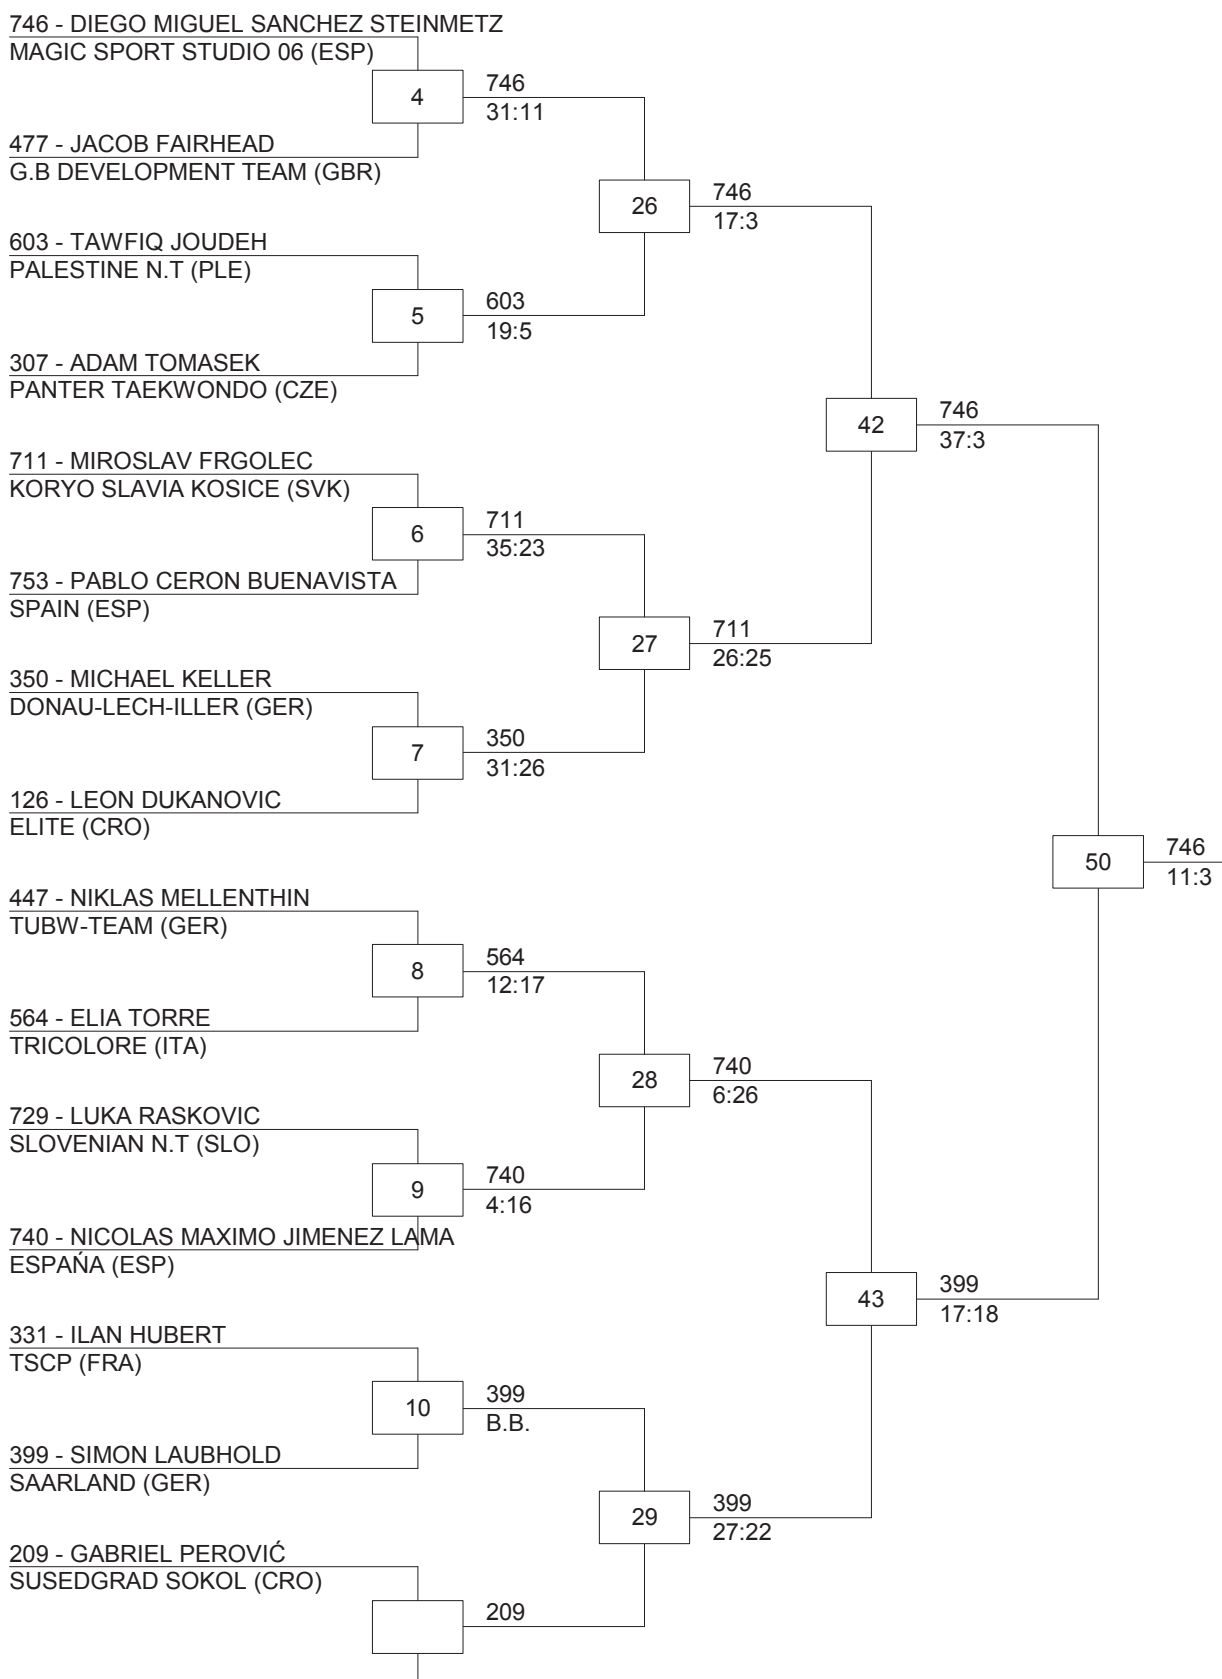 746 - DIEGO MIGUEL SANCHEZ STEINMETZ
MAGIC SPORT STUDIO 06 (ESP)
4
746
31:11
477 - JACOB FAIRHEAD
G.B DEVELOPMENT TEAM (GBR)
26
746
17:3
603 - TAWFIQ JOUDEH
PALESTINE N.T (PLE)
5
603
19:5
307 - ADAM TOMASEK
PANTER TAEKWONDO (CZE)
42
746
37:3
711 - MIROSLAV FRGOLEC
KORYO SLAVIA KOSICE (SVK)
6
711
35:23
753 - PABLO CERON BUENAVISTA
SPAIN (ESP)
27
711
26:25
350 - MICHAEL KELLER
DONAU-LECH-ILLER (GER)
7
350
31:26
126 - LEON DUKANOVIC
ELITE (CRO)
50
746
11:3
447 - NIKLAS MELLENTHIN
TUBW-TEAM (GER)
8
564
12:17
564 - ELIA TORRE
TRICOLORE (ITA)
28
740
6:26
729 - LUKA RASKOVIC
SLOVENIAN N.T (SLO)
9
740
4:16
740 - NICOLAS MAXIMO JIMENEZ LAMA
ESPAŃA (ESP)
43
399
17:18
331 - ILAN HUBERT
TSCP (FRA)
10
399
B.B.
399 - SIMON LAUBHOLD
SAARLAND (GER)
29
399
27:22
209 - GABRIEL PEROVIĆ
SUSEDGRAD SOKOL (CRO)
209